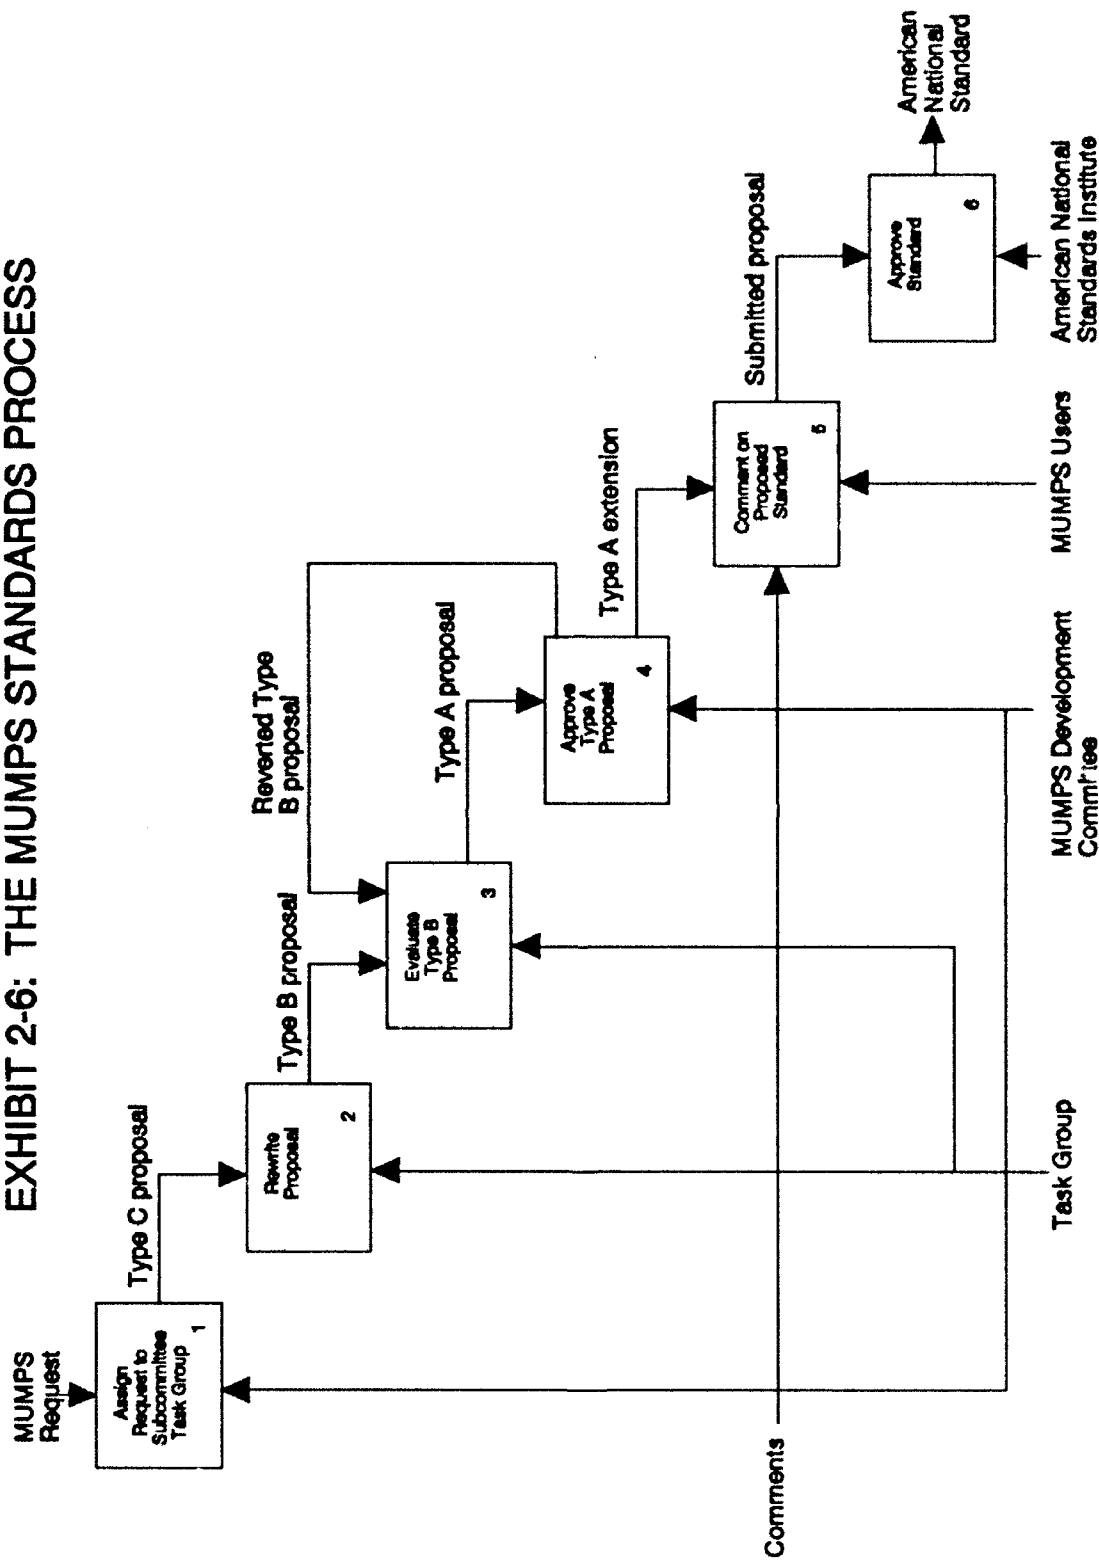 EXHIBIT 2-6: THE MUMPS STANDARDS PROCESS
MUMPS
Request
Assign
Request to
Subcommittee
Task Group
1
Type C proposal
Rewrite
Proposal
2
Type B proposal
Reverted Type
B proposal
Evaluate
Type B
Proposal
3
Type A proposal
Approve
Type A
Proposal
4
Type A extension
Comments
Comment on
Proposed
Standard
5
Submitted proposal
Approve
Standard
6
American
National
Standard
Task Group
MUMPS Development
Committee
MUMPS Users
American National
Standards Institute